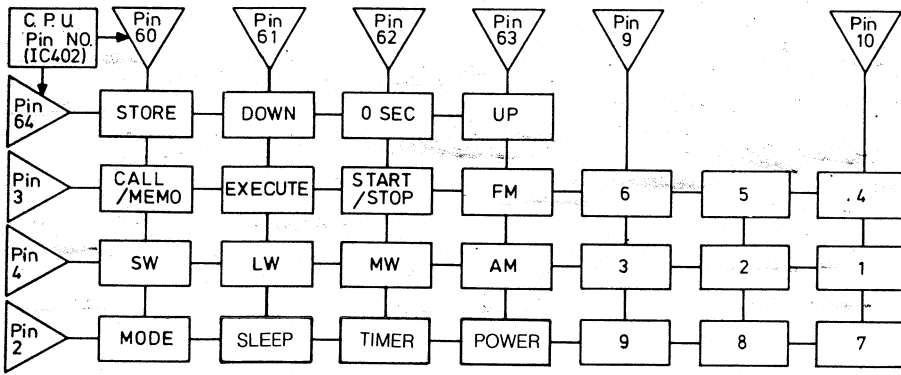 C. P. U.
Pin NO.
(IC402)
Pin
60
Pin
61
Pin
62
Pin
63
Pin
9
Pin
10
Pin
64
STORE
DOWN
0 SEC
UP
Pin
3
CALL
/MEMO
EXECUTE
START
/STOP
FM
6
5
4
Pin
4
SW
LW
MW
AM
3
2
1
Pin
2
MODE
SLEEP
TIMER
POWER
9
8
7